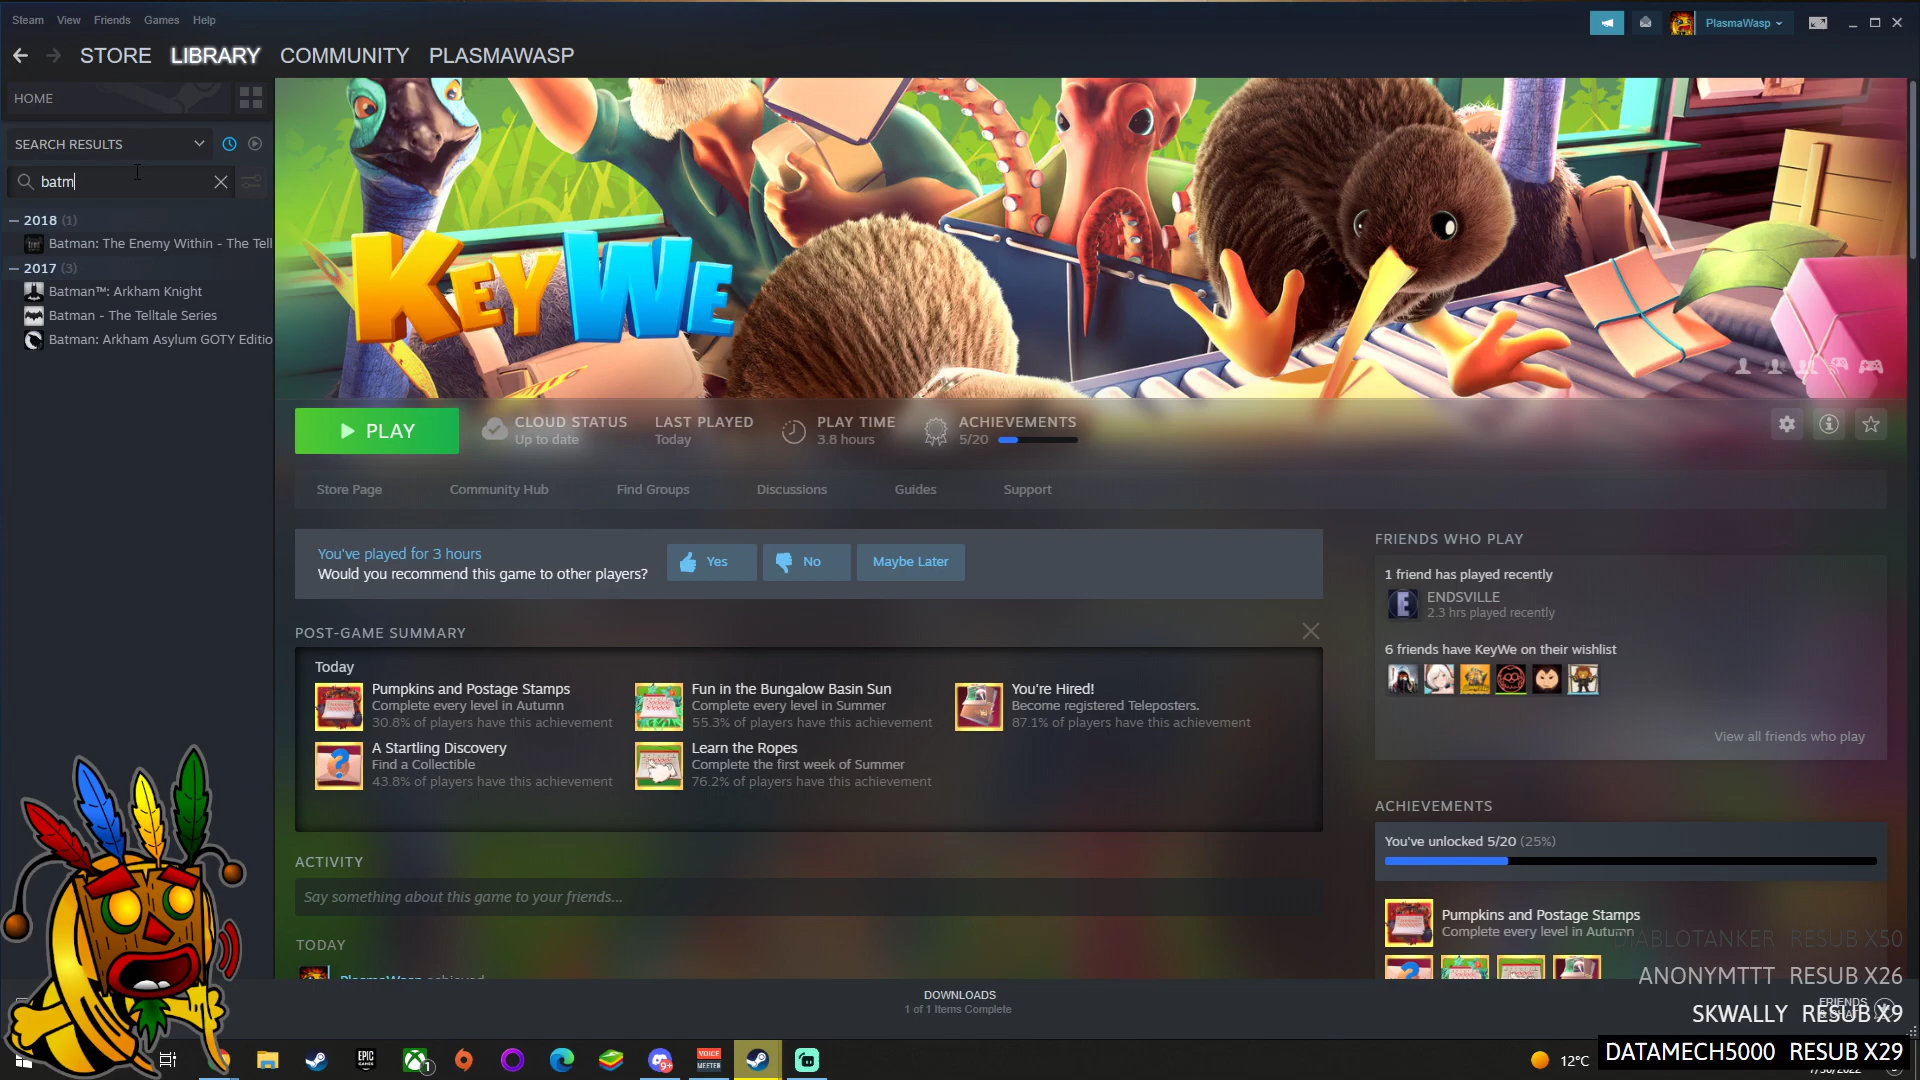 Steam View Friends Games Help
PlasmaWasp
STORE LIBRARY COMMUNITY PLASMAWASP
HOME
SEARCH RESULTS
batm
2018 (1)
Batman: The Enemy Within - The Tell
2017 (3)
Batman™: Arkham Knight
Batman - The Telltale Series
Batman: Arkham Asylum GOTY Editio
KEYWE
PLAY
CLOUD STATUS
Up to date
LAST PLAYED
Today
PLAY TIME
3.8 hours
ACHIEVEMENTS
5/20
Store Page Community Hub Find Groups Discussions Guides Support
You've played for 3 hours
Would you recommend this game to other players?
Yes
No
Maybe Later
POST-GAME SUMMARY
Today
Pumpkins and Postage Stamps
Complete every level in Autumn
30.8% of players have this achievement
Fun in the Bungalow Basin Sun
Complete every level in Summer
55.3% of players have this achievement
You're Hired!
Become registered Teleposters.
87.1% of players have this achievement
A Startling Discovery
Find a Collectible
43.8% of players have this achievement
Learn the Ropes
Complete the first week of Summer
76.2% of players have this achievement
ACTIVITY
Say something about this game to your friends...
TODAY
PlasmaWasp achieved
FRIENDS WHO PLAY
1 friend has played recently
ENDSVILLE
2.3 hrs played recently
6 friends have KeyWe on their wishlist
View all friends who play
ACHIEVEMENTS
You've unlocked 5/20 (25%)
Pumpkins and Postage Stamps
Complete every level in Autumn
DIABLOTANKER RESUB X50
ANONYMTTT RESUB X26
FRIENDS
SKWALLY RESUB X9
DATAMECH5000 RESUB X29
DOWNLOADS
1 of 1 Items Complete
EPIC GAMES
1
9+
VOICE MEETER
12°C